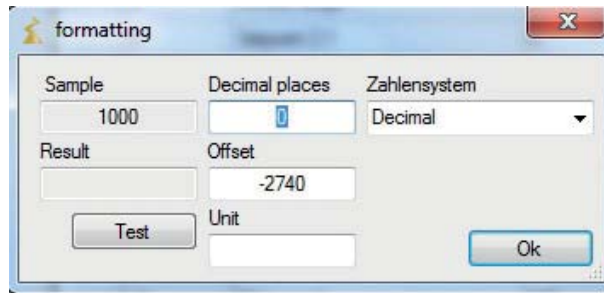 formatting
Sample Decimal places Zahlensystem
1000 0 Decimal
Result Offset
-2740
Test Unit
Ok